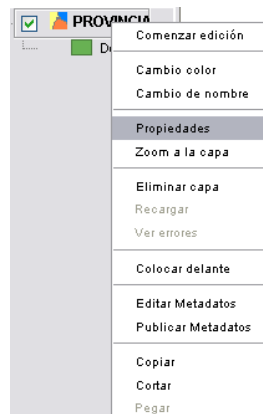 PROVINCIA
Comenzar edición
Cambio color
Cambio de nombre
Propiedades
Zoom a la capa
Eliminar capa
Recargar
Ver errores
Colocar delante
Editar Metadatos
Publicar Metadatos
Copiar
Cortar
Pegar